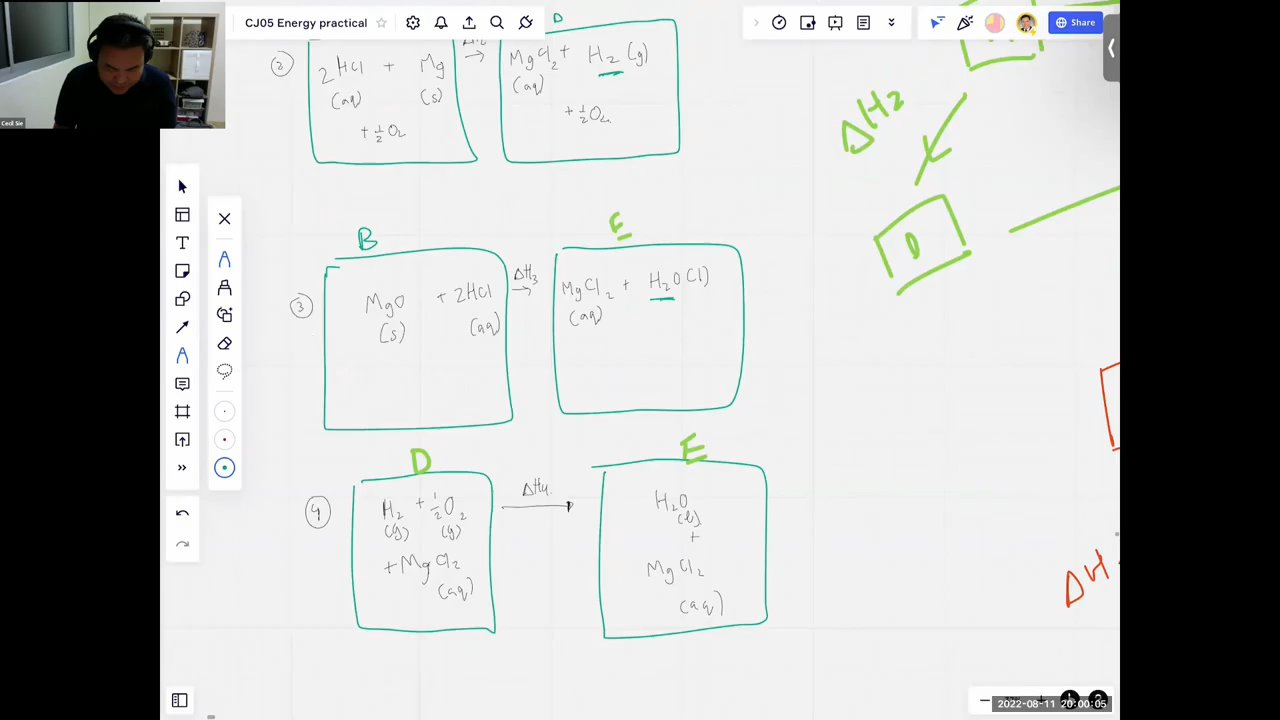 CJ05 Energy practical
Share
Cecil Sie
D
②
2HCl + Mg
(aq) (s)
+ ½O₂
→
MgCl₂ + H₂ (g)
(aq)
+ ½O₂
ΔH₂
D
B
E
③
MgO + 2HCl
(s) (aq)
ΔH₃
→
MgCl₂ + H₂O(l)
(aq)
D
E
④
H₂ + ½O₂
(g) (g)
+ MgCl₂
(aq)
ΔH₄
H₂O
(l)
+
MgCl₂
(aq)
ΔH
2022-08-11 20:00:05